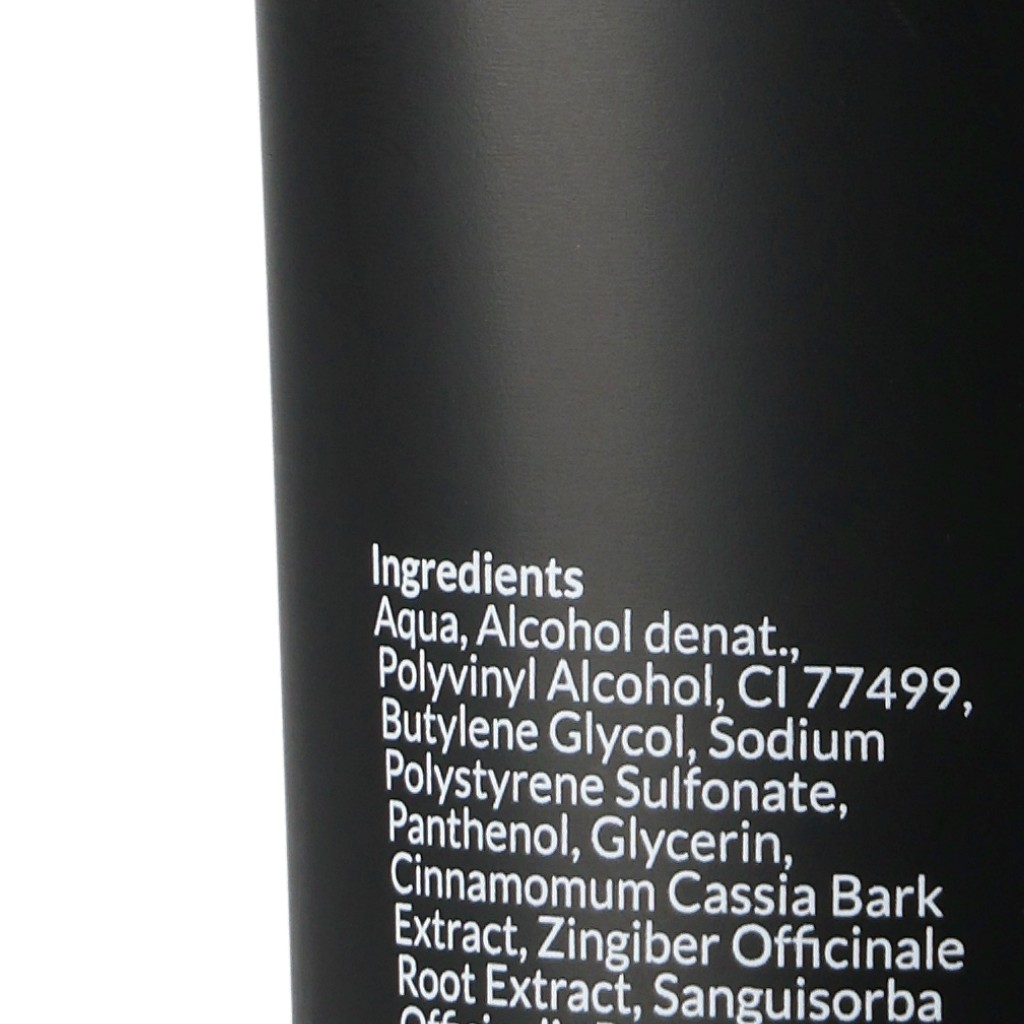 Ingredients
Aqua, Alcohol denat.,
Polyvinyl Alcohol, CI 77499,
Butylene Glycol, Sodium
Polystyrene Sulfonate,
Panthenol, Glycerin,
Cinnamomum Cassia Bark
Extract, Zingiber Officinale
Root Extract, Sanguisorba